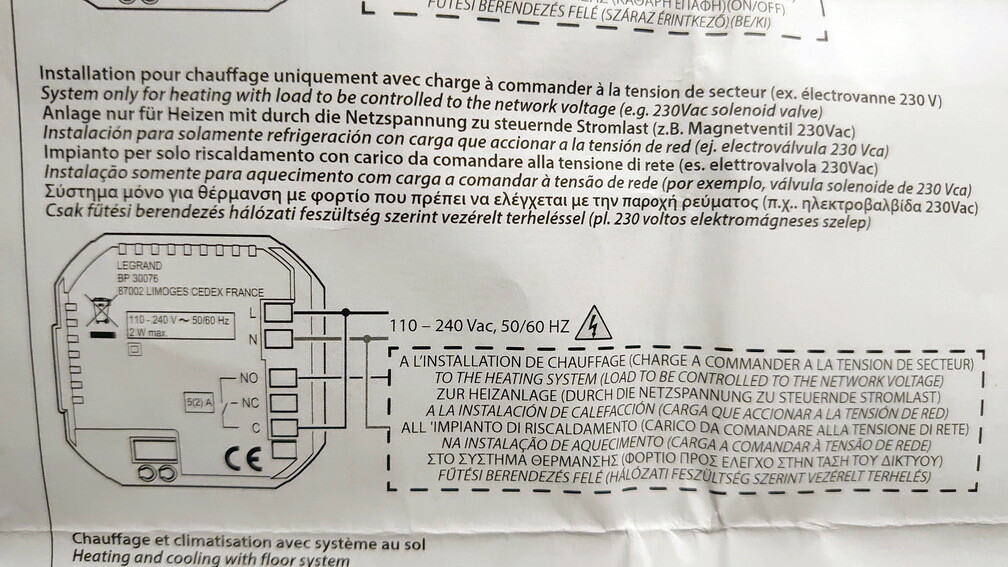 (ΚΑΘΑΡΗ ΕΠΑΦΗ)(ON/OFF)
FŰTÉSI BERENDEZÉS FELÉ (SZÁRAZ ÉRINTKEZŐ)(BE/KI)
Installation pour chauffage uniquement avec charge à commander à la tension de secteur (ex. électrovanne 230 V)
System only for heating with load to be controlled to the network voltage (e.g. 230Vac solenoid valve)
Anlage nur für Heizen mit durch die Netzspannung zu steuernde Stromlast (z.B. Magnetventil 230Vac)
Instalación para solamente refrigeración con carga que accionar a la tensión de red (ej. electroválvula 230 Vca)
Impianto per solo riscaldamento con carico da comandare alla tensione di rete (es. elettrovalvola 230Vac)
Instalação somente para aquecimento com carga a comandar à tensão de rede (por exemplo, válvula solenoide de 230 Vca)
Σύστημα μόνο για θέρμανση με φορτίο που πρέπει να ελέγχεται με την παροχή ρεύματος (π.χ.. ηλεκτροβαλβίδα 230Vac)
Csak fűtési berendezés hálózati feszültség szerint vezérelt terheléssel (pl. 230 voltos elektromágneses szelep)
LEGRAND
BP 30076
87002 LIMOGES CEDEX FRANCE
110 - 240 V ~ 50/60 Hz
2 W max.
L
N
NO
NC
C
5(2) A
CE
110 – 240 Vac, 50/60 HZ
A L'INSTALLATION DE CHAUFFAGE (CHARGE A COMMANDER A LA TENSION DE SECTEUR)
TO THE HEATING SYSTEM (LOAD TO BE CONTROLLED TO THE NETWORK VOLTAGE)
ZUR HEIZANLAGE (DURCH DIE NETZSPANNUNG ZU STEUERNDE STROMLAST)
A LA INSTALACIÓN DE CALEFACCIÓN (CARGA QUE ACCIONAR A LA TENSIÓN DE RED)
ALL 'IMPIANTO DI RISCALDAMENTO (CARICO DA COMANDARE ALLA TENSIONE DI RETE)
NA INSTALAÇÃO DE AQUECIMENTO (CARGA A COMANDAR À TENSÃO DE REDE)
ΣΤΟ ΣΥΣΤΗΜΑ ΘΕΡΜΑΝΣΗΣ (ΦΟΡΤΙΟ ΠΡΟΣ ΕΛΕΓΧΟ ΣΤΗΝ ΤΑΣΗ ΤΟΥ ΔΙΚΤΥΟΥ)
FŰTÉSI BERENDEZÉS FELÉ (HÁLÓZATI FESZÜLTSÉG SZERINT VEZÉRELT TERHELÉS)
Chauffage et climatisation avec système au sol
Heating and cooling with floor system